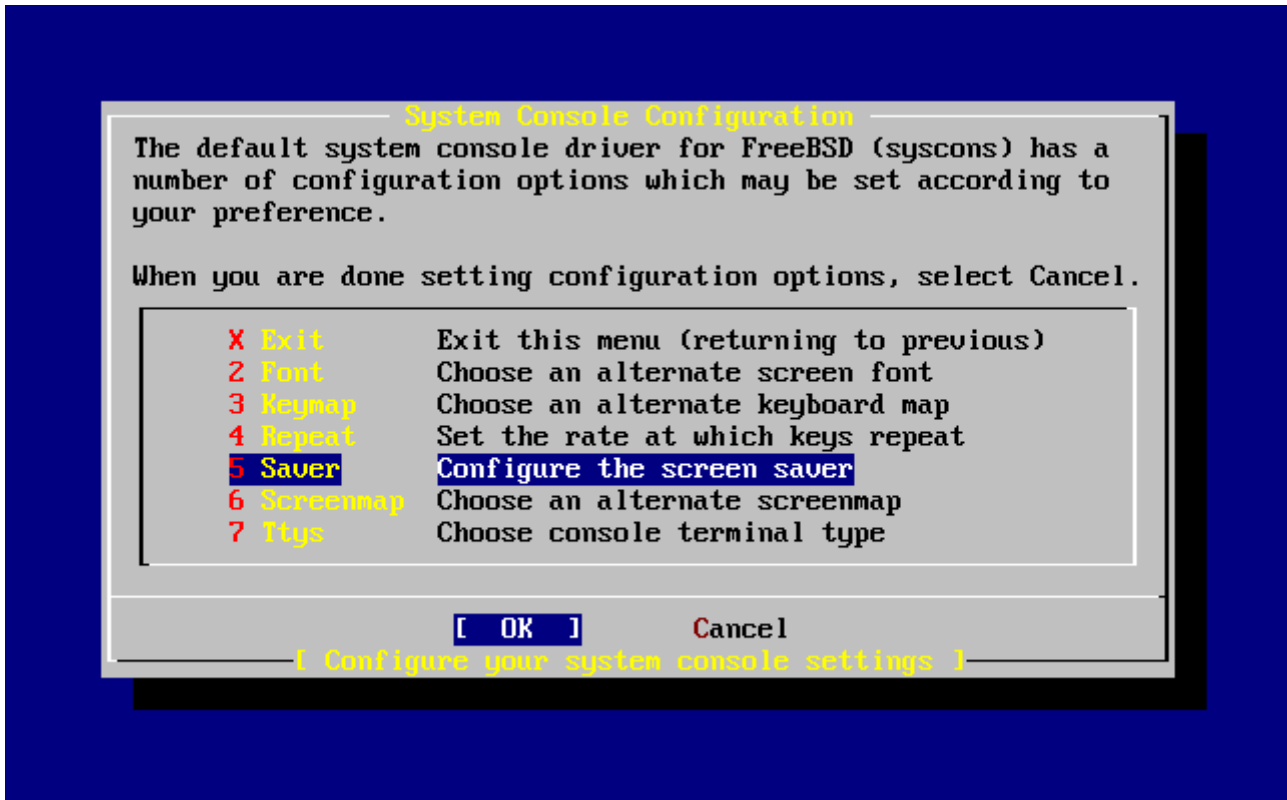 System Console Configuration
The default system console driver for FreeBSD (syscons) has a
number of configuration options which may be set according to
your preference.
When you are done setting configuration options, select Cancel.
X Exit Exit this menu (returning to previous)
2 Font Choose an alternate screen font
3 Keymap Choose an alternate keyboard map
4 Repeat Set the rate at which keys repeat
5 Saver Configure the screen saver
6 Screenmap Choose an alternate screenmap
7 Ttys Choose console terminal type
[ OK ] Cancel
[ Configure your system console settings ]